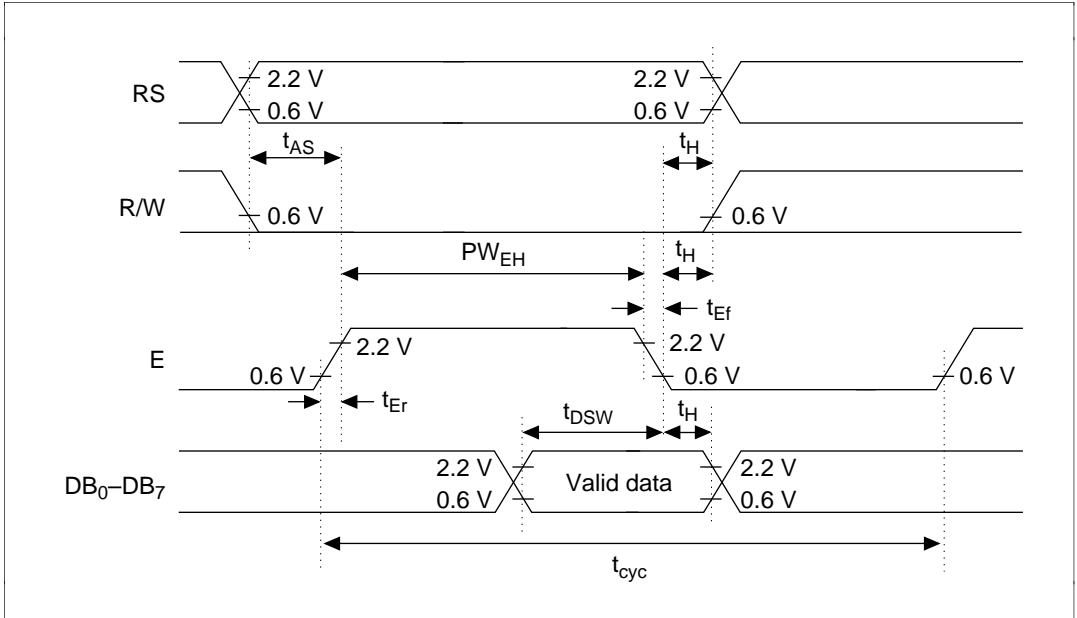 RS
2.2 V
2.2 V
0.6 V
0.6 V
tAS
tH
R/W
0.6 V
0.6 V
PWEH
tH
tEf
E
2.2 V
2.2 V
0.6 V
0.6 V
0.6 V
tEr
tDSW
tH
DB0–DB7
2.2 V
Valid data
2.2 V
0.6 V
0.6 V
tcyc